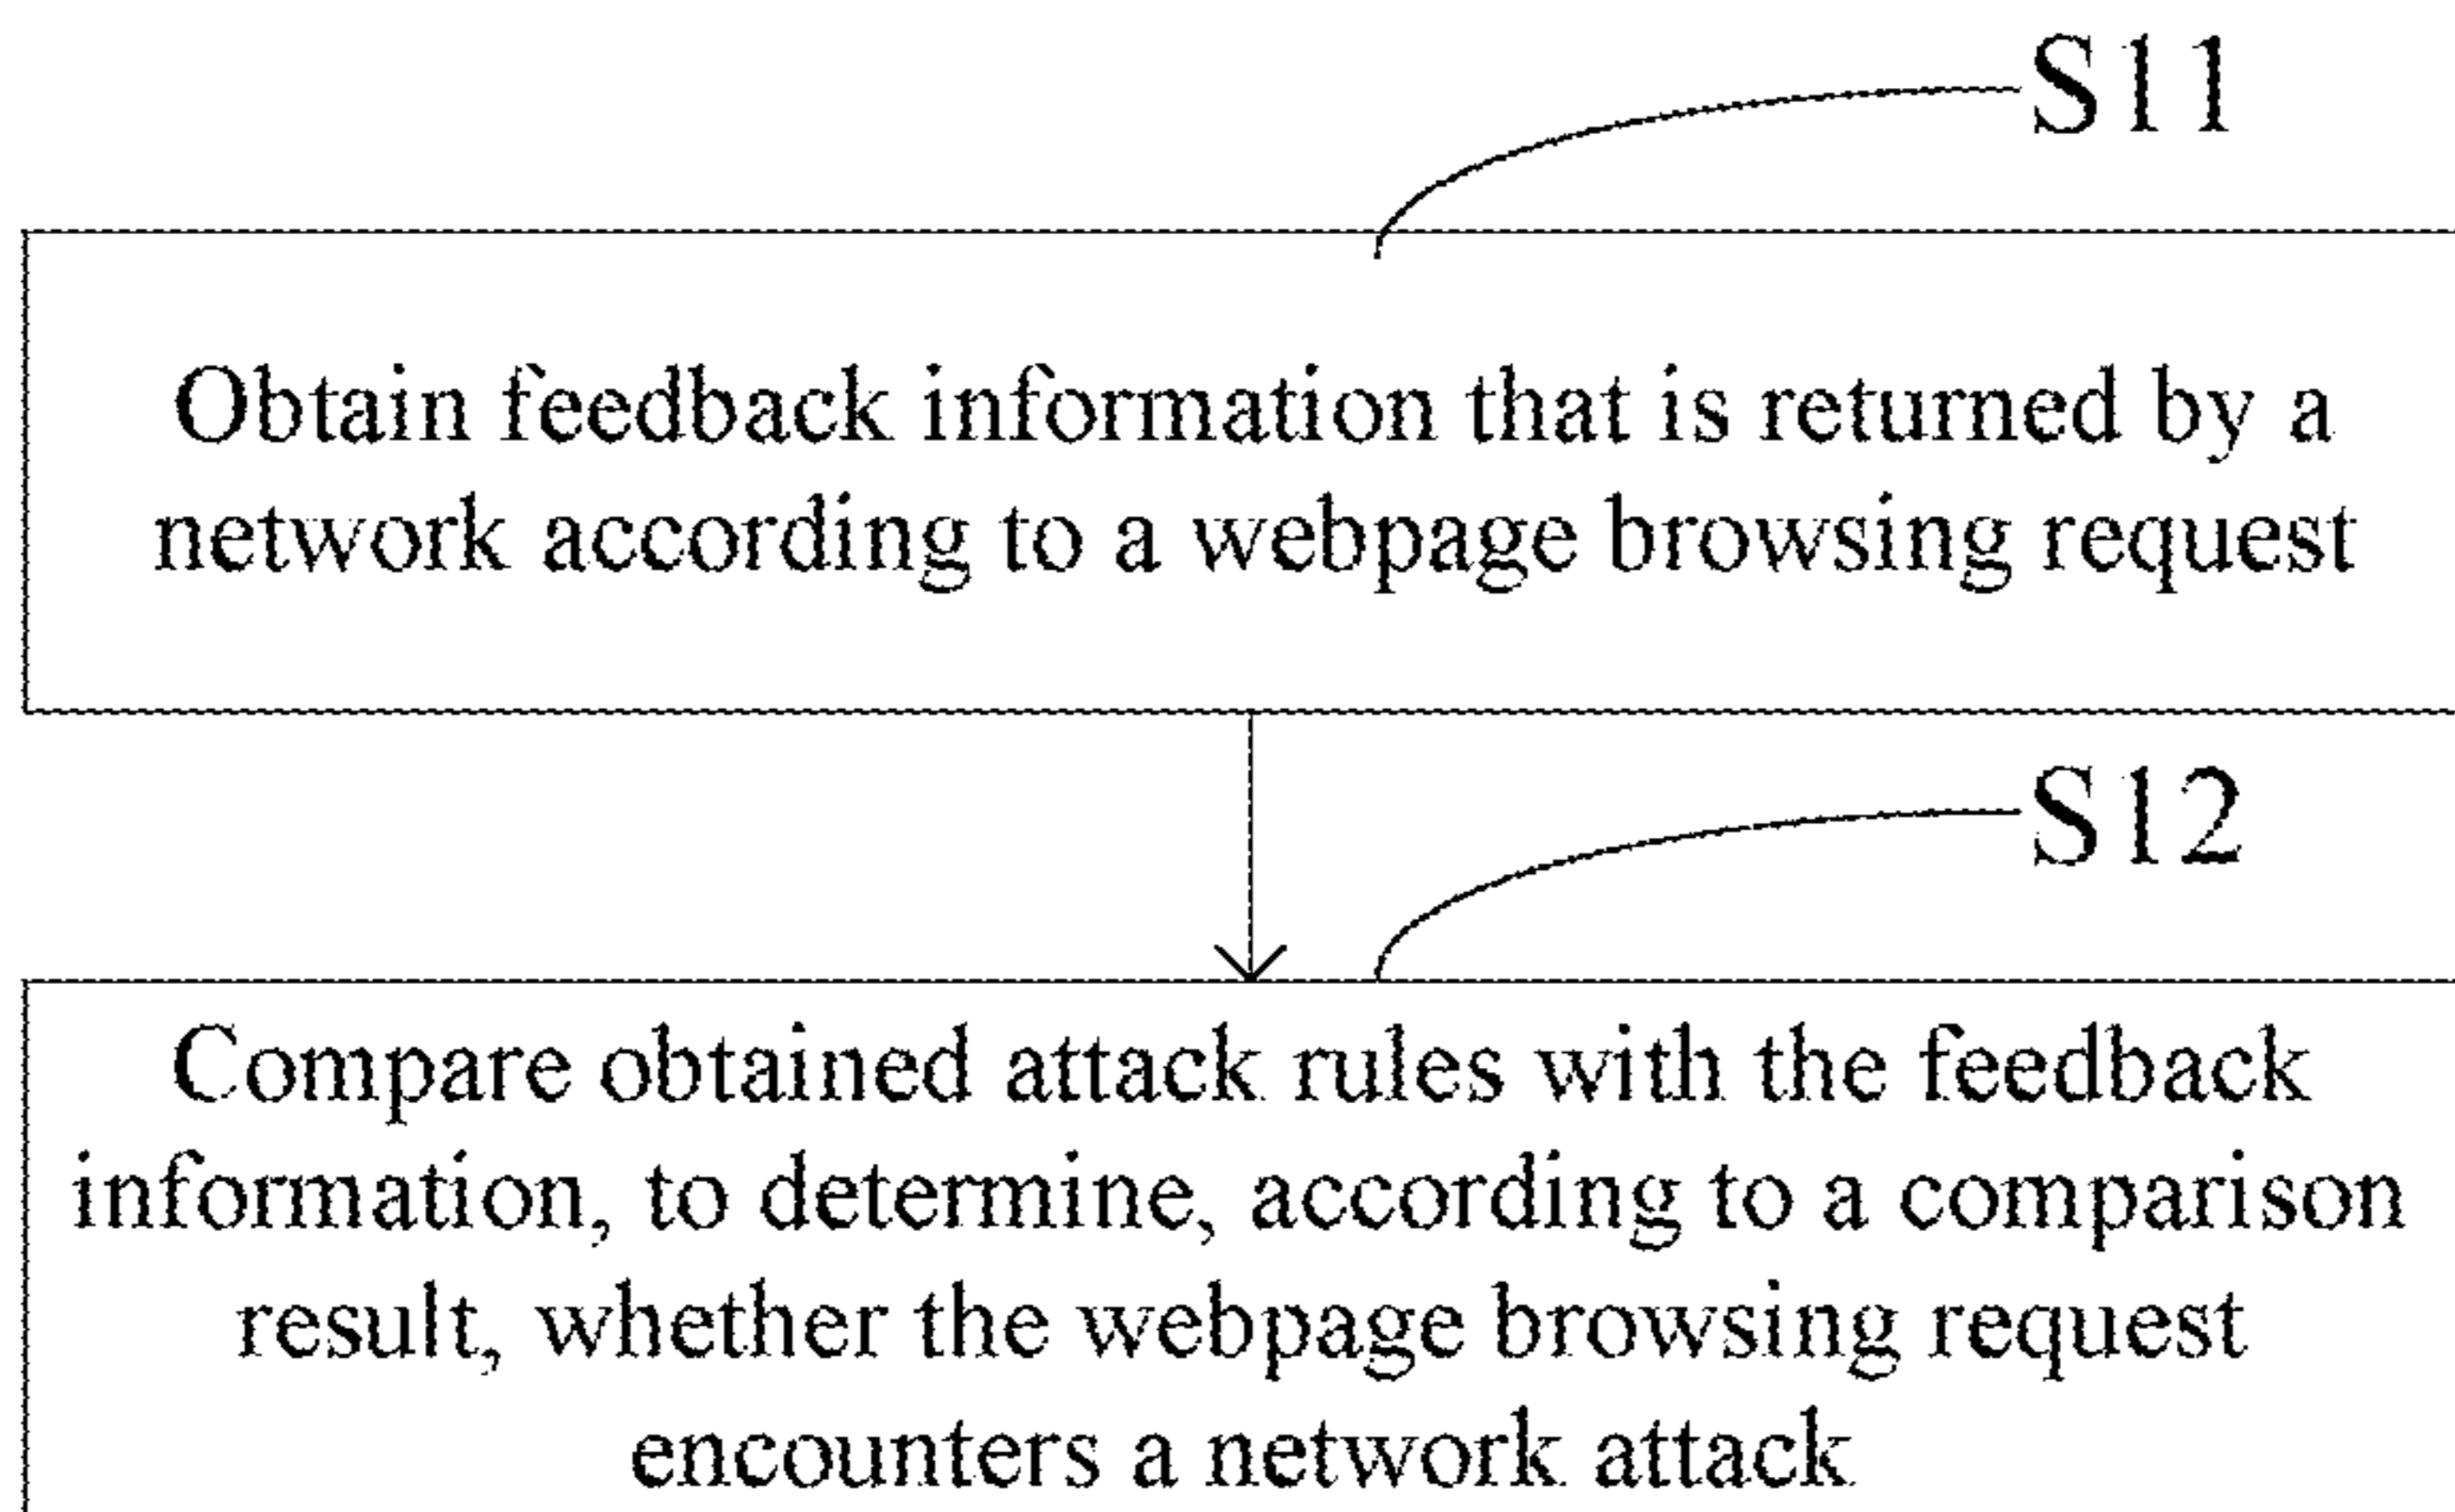 S11
Obtain feedback information that is returned by a
network according to a webpage browsing request
S12
Compare obtained attack rules with the feedback
information, to determine, according to a comparison
result, whether the webpage browsing request
encounters a network attack